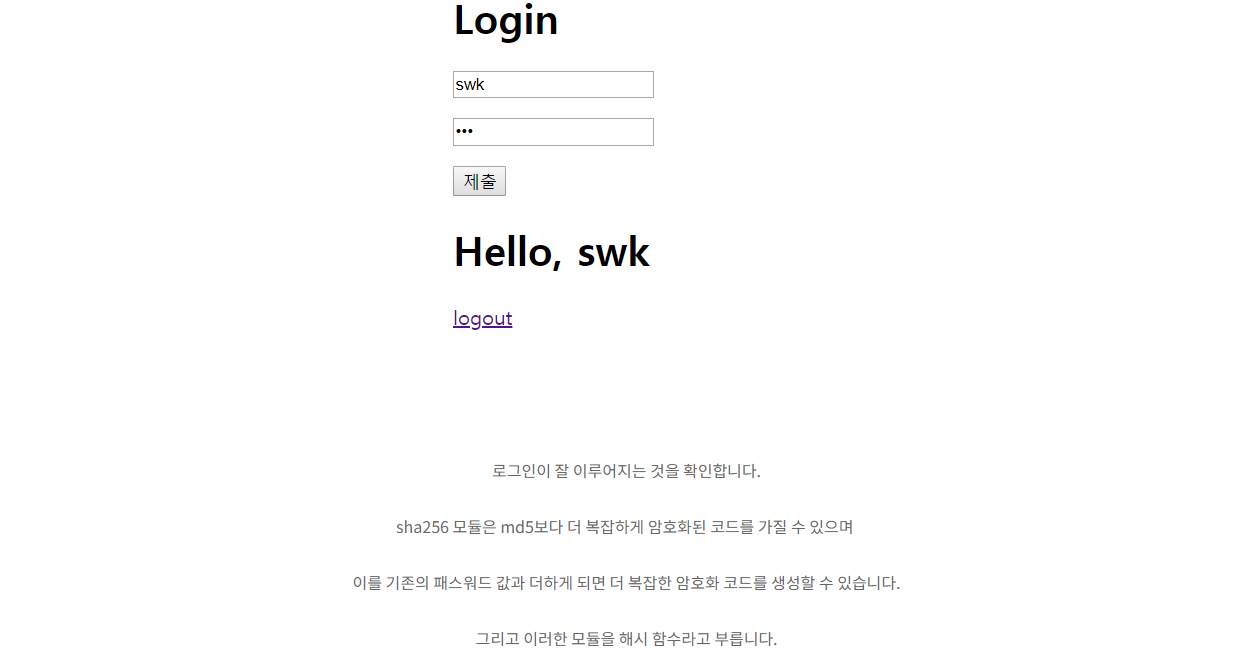 Login
swk
•••
제출
Hello, swk
logout
로그인이 잘 이루어지는 것을 확인합니다.
sha256 모듈은 md5보다 더 복잡하게 암호화된 코드를 가질 수 있으며
이를 기존의 패스워드 값과 더하게 되면 더 복잡한 암호화 코드를 생성할 수 있습니다.
그리고 이러한 모듈을 해시 함수라고 부릅니다.